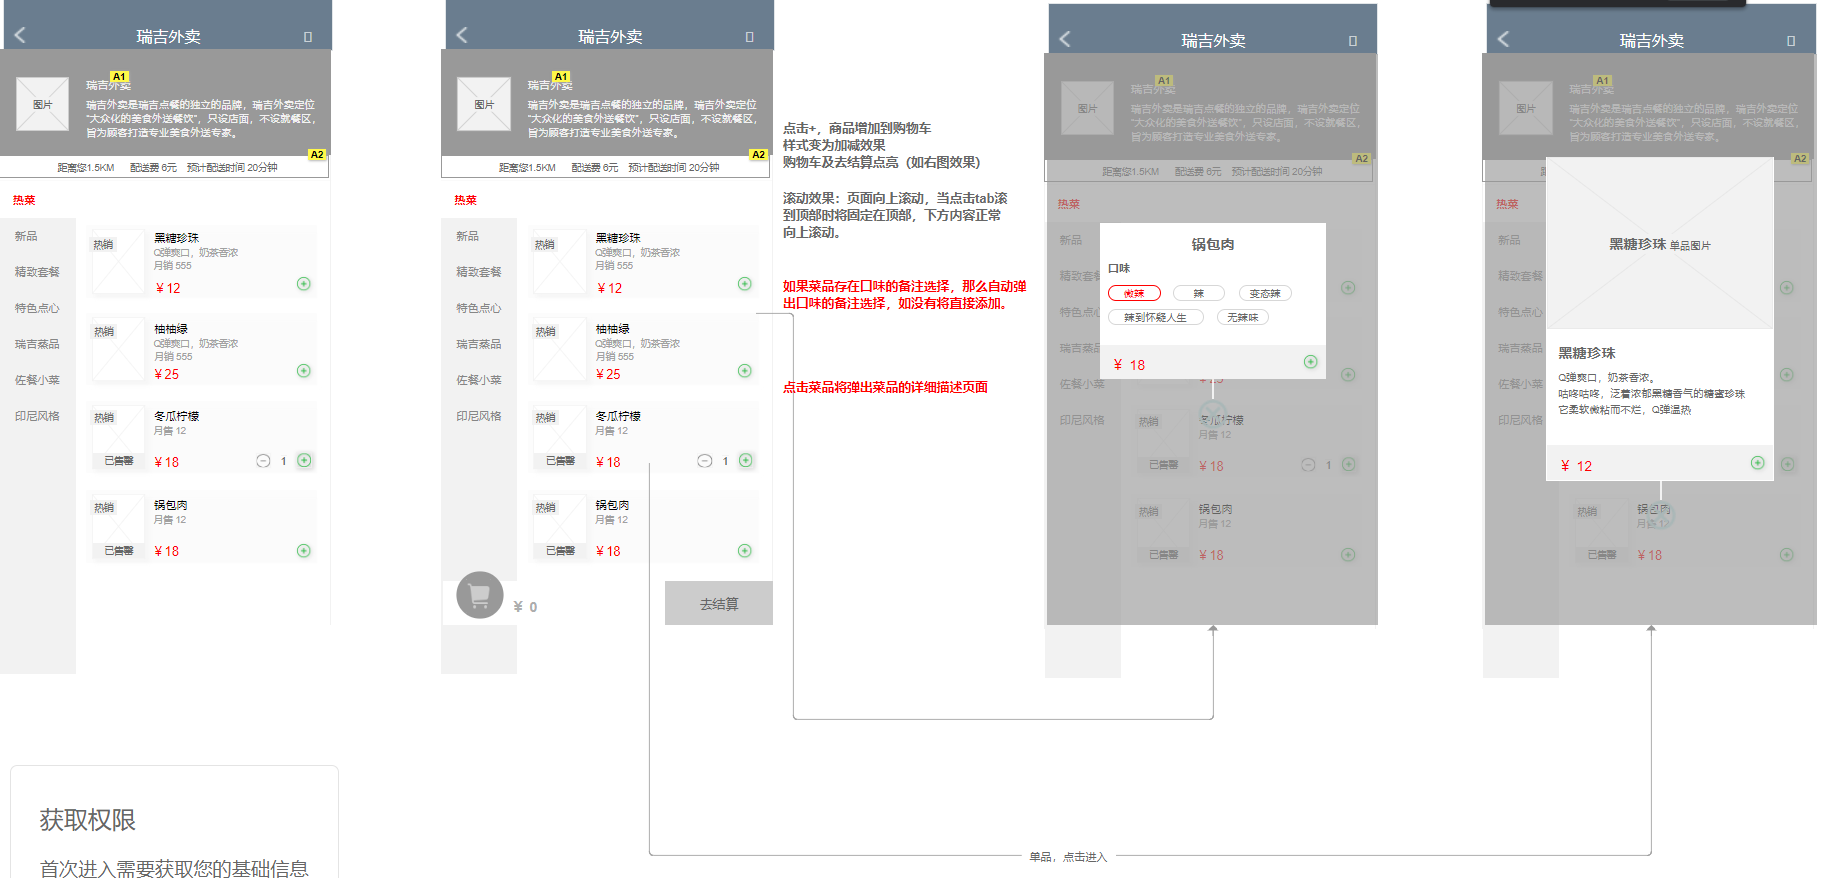 瑞吉外卖
A1
瑞吉外卖
图片
瑞吉外卖是瑞吉点餐的独立的品牌，瑞吉外卖定位
“大众化的美食外送餐饮”，只设店面，不设就餐区，
旨为顾客打造专业美食外送专家。
A2
距离您1.5KM 配送费 6元 预计配送时间 20分钟
热菜
新品
精致套餐
特色点心
瑞吉蒸品
佐餐小菜
印尼风格
热销
黑糖珍珠
Q弹爽口，奶茶香浓
月销 555
￥12
热销
柚柚绿
Q弹爽口，奶茶香浓
月销 555
￥25
热销
冬瓜柠檬
月售 12
已售罄
￥18
1
热销
锅包肉
月售 12
已售罄
￥18
获取权限
首次进入需要获取您的基础信息
瑞吉外卖
A1
瑞吉外卖
图片
瑞吉外卖是瑞吉点餐的独立的品牌，瑞吉外卖定位
“大众化的美食外送餐饮”，只设店面，不设就餐区，
旨为顾客打造专业美食外送专家。
A2
距离您1.5KM 配送费 6元 预计配送时间 20分钟
热菜
新品
精致套餐
特色点心
瑞吉蒸品
佐餐小菜
印尼风格
热销
黑糖珍珠
Q弹爽口，奶茶香浓
月销 555
￥12
热销
柚柚绿
Q弹爽口，奶茶香浓
月销 555
￥25
热销
冬瓜柠檬
月售 12
已售罄
￥18
1
热销
锅包肉
月售 12
已售罄
￥18
￥ 0
去结算
点击+，商品增加到购物车
样式变为加减效果
购物车及去结算点亮（如右图效果）
滚动效果：页面向上滚动，当点击tab滚
到顶部时将固定在顶部，下方内容正常
向上滚动。
如果菜品存在口味的备注选择，那么自动弹
出口味的备注选择，如没有将直接添加。
点击菜品将弹出菜品的详细描述页面
瑞吉外卖
A1
瑞吉外卖
图片
瑞吉外卖是瑞吉点餐的独立的品牌，瑞吉外卖定位
“大众化的美食外送餐饮”，只设店面，不设就餐区，
旨为顾客打造专业美食外送专家。
A2
距离您1.5KM 配送费 6元 预计配送时间 20分钟
热菜
新品
精致套餐
特色点心
瑞吉蒸品
佐餐小菜
印尼风格
锅包肉
口味
微辣 辣 变态辣
辣到怀疑人生 无辣味
￥ 18
热销
冬瓜柠檬
月售 12
已售罄
￥18
1
热销
锅包肉
月售 12
已售罄
￥18
瑞吉外卖
A1
瑞吉外卖
图片
瑞吉外卖是瑞吉点餐的独立的品牌，瑞吉外卖定位
“大众化的美食外送餐饮”，只设店面，不设就餐区，
旨为顾客打造专业美食外送专家。
A2
热菜
新品
精致套餐
特色点心
瑞吉蒸品
佐餐小菜
印尼风格
黑糖珍珠 单品图片
黑糖珍珠
Q弹爽口，奶茶香浓。
咕咚咕咚，泛着浓郁黑糖香气的糖蜜珍珠
它柔软微粘而不烂，Q弹温热
￥ 12
热销
锅包肉
已售罄
￥18
单品，点击进入